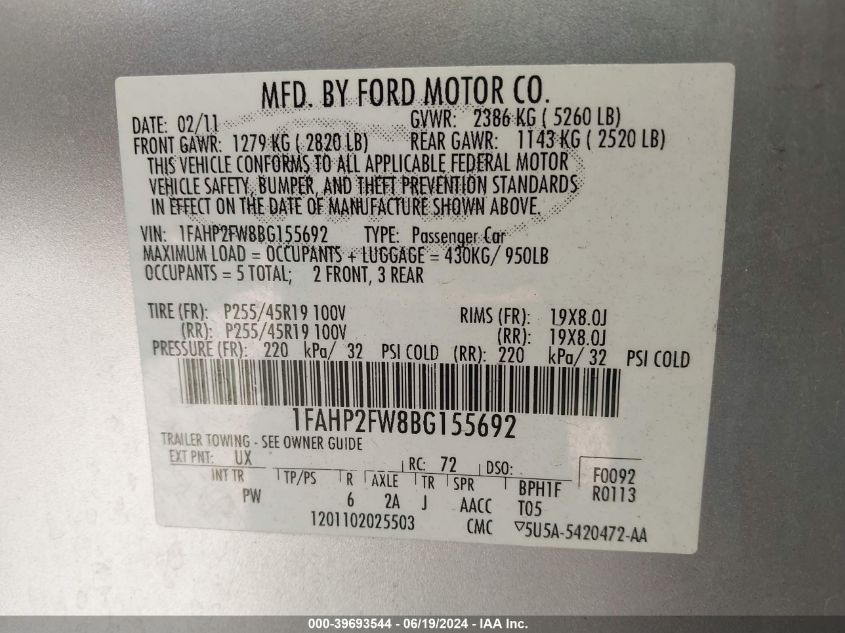 MFD. BY FORD MOTOR CO.
DATE: 02/11 GVWR: 2386 KG ( 5260 LB)
FRONT GAWR: 1279 KG ( 2820 LB) REAR GAWR: 1143 KG ( 2520 LB)
THIS VEHICLE CONFORMS TO ALL APPLICABLE FEDERAL MOTOR
VEHICLE SAFETY, BUMPER, AND THEFT PREVENTION STANDARDS
IN EFFECT ON THE DATE OF MANUFACTURE SHOWN ABOVE.
VIN: 1FAHP2FW8BG155692 TYPE: Passenger Car
MAXIMUM LOAD = OCCUPANTS + LUGGAGE = 430KG/ 950LB
OCCUPANTS = 5 TOTAL; 2 FRONT, 3 REAR
TIRE (FR): P255/45R19 100V RIMS (FR): 19X8.0J
(RR): P255/45R19 100V (RR): 19X8.0J
PRESSURE (FR): 220 kPa/ 32 PSI COLD (RR): 220 kPa/ 32 PSI COLD
1FAHP2FW8BG155692
TRAILER TOWING - SEE OWNER GUIDE
EXT PNT: UX RC: 72 DSO: F0092
INT TR TP/PS R AXLE TR SPR BPH1F R0113
PW 6 2A J AACC T05
1201102025503 CMC ▽5U5A-5420472-AA
000-39693544 - 06/19/2024 - IAA Inc.